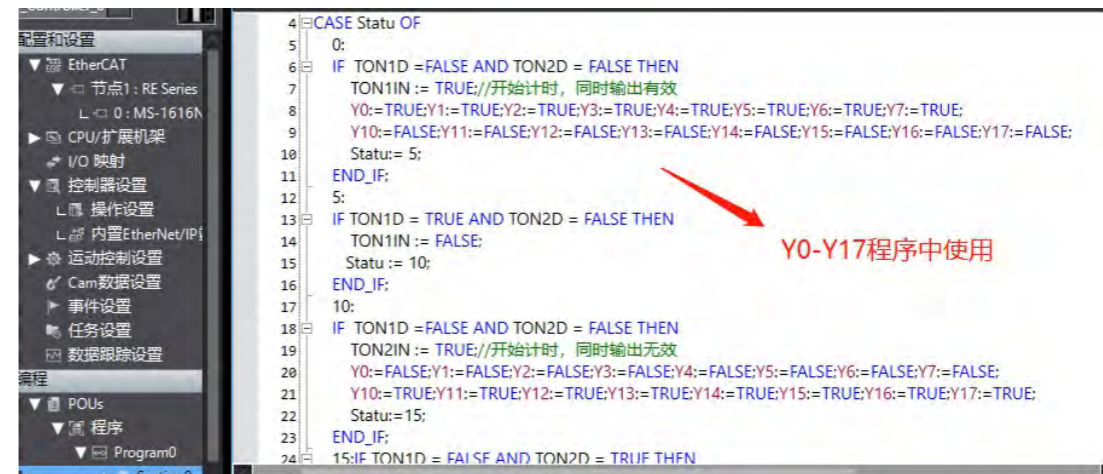 配置和设置
▼ EtherCAT
▼ 节点1 : RE Series
L 0 : MS-1616N
▶ CPU/扩展机架
I/O 映射
▼ 控制器设置
L 操作设置
L 内置EtherNet/IP
▶ 运动控制设置
Cam数据设置
▶ 事件设置
任务设置
数据跟踪设置
编程
▼ POUs
▼ 程序
▼ Program0
4 CASE Statu OF
5 0:
6 IF TON1D =FALSE AND TON2D = FALSE THEN
7 TON1IN := TRUE;//开始计时，同时输出有效
8 Y0:=TRUE;Y1:=TRUE;Y2:=TRUE;Y3:=TRUE;Y4:=TRUE;Y5:=TRUE;Y6:=TRUE;Y7:=TRUE;
9 Y10:=FALSE;Y11:=FALSE;Y12:=FALSE;Y13:=FALSE;Y14:=FALSE;Y15:=FALSE;Y16:=FALSE;Y17:=FALSE;
10 Statu:= 5;
11 END_IF;
12 5:
13 IF TON1D = TRUE AND TON2D = FALSE THEN
14 TON1IN := FALSE;
15 Statu := 10;
16 END_IF;
17 10:
18 IF TON1D =FALSE AND TON2D = FALSE THEN
19 TON2IN := TRUE;//开始计时，同时输出无效
20 Y0:=FALSE;Y1:=FALSE;Y2:=FALSE;Y3:=FALSE;Y4:=FALSE;Y5:=FALSE;Y6:=FALSE;Y7:=FALSE;
21 Y10:=TRUE;Y11:=TRUE;Y12:=TRUE;Y13:=TRUE;Y14:=TRUE;Y15:=TRUE;Y16:=TRUE;Y17:=TRUE;
22 Statu:=15;
23 END_IF;
24 15:IF TON1D = FALSE AND TON2D = TRUE THEN
Y0-Y17程序中使用